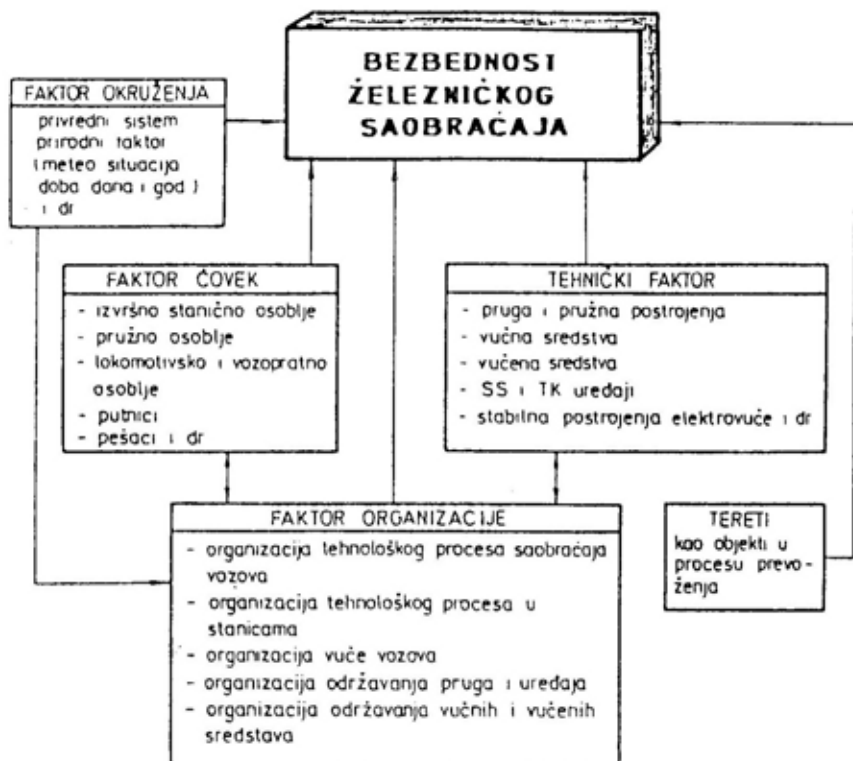 BEZBEDNOST
ŽELEZNIČKOG
SAOBRAĆAJA
FAKTOR OKRUŽENJA
privredni sistem
prirodni faktor
(meteo situacija
doba dana i god.)
i dr
FAKTOR ČOVEK
- izvršno stanično osoblje
- pružno osoblje
- lokomotivsko i vozopratno
osoblje
- putnici
- pešaci i dr
TEHNIČKI FAKTOR
- pruga i pružna postrojenja
- vučna sredstva
- vučena sredstva
- SS i TK uređaji
- stabilna postrojenja elektrovuče i dr
FAKTOR ORGANIZACIJE
- organizacija tehnološkog procesa saobraćaja
vozova
- organizacija tehnološkog procesa u
stanicama
- organizacija vuče vozova
- organizacija održavanja pruga i uređaja
- organizacija održavanja vučnih i vučenih
sredstava
TERETI
kao objekti u
procesu prevo-
ženja